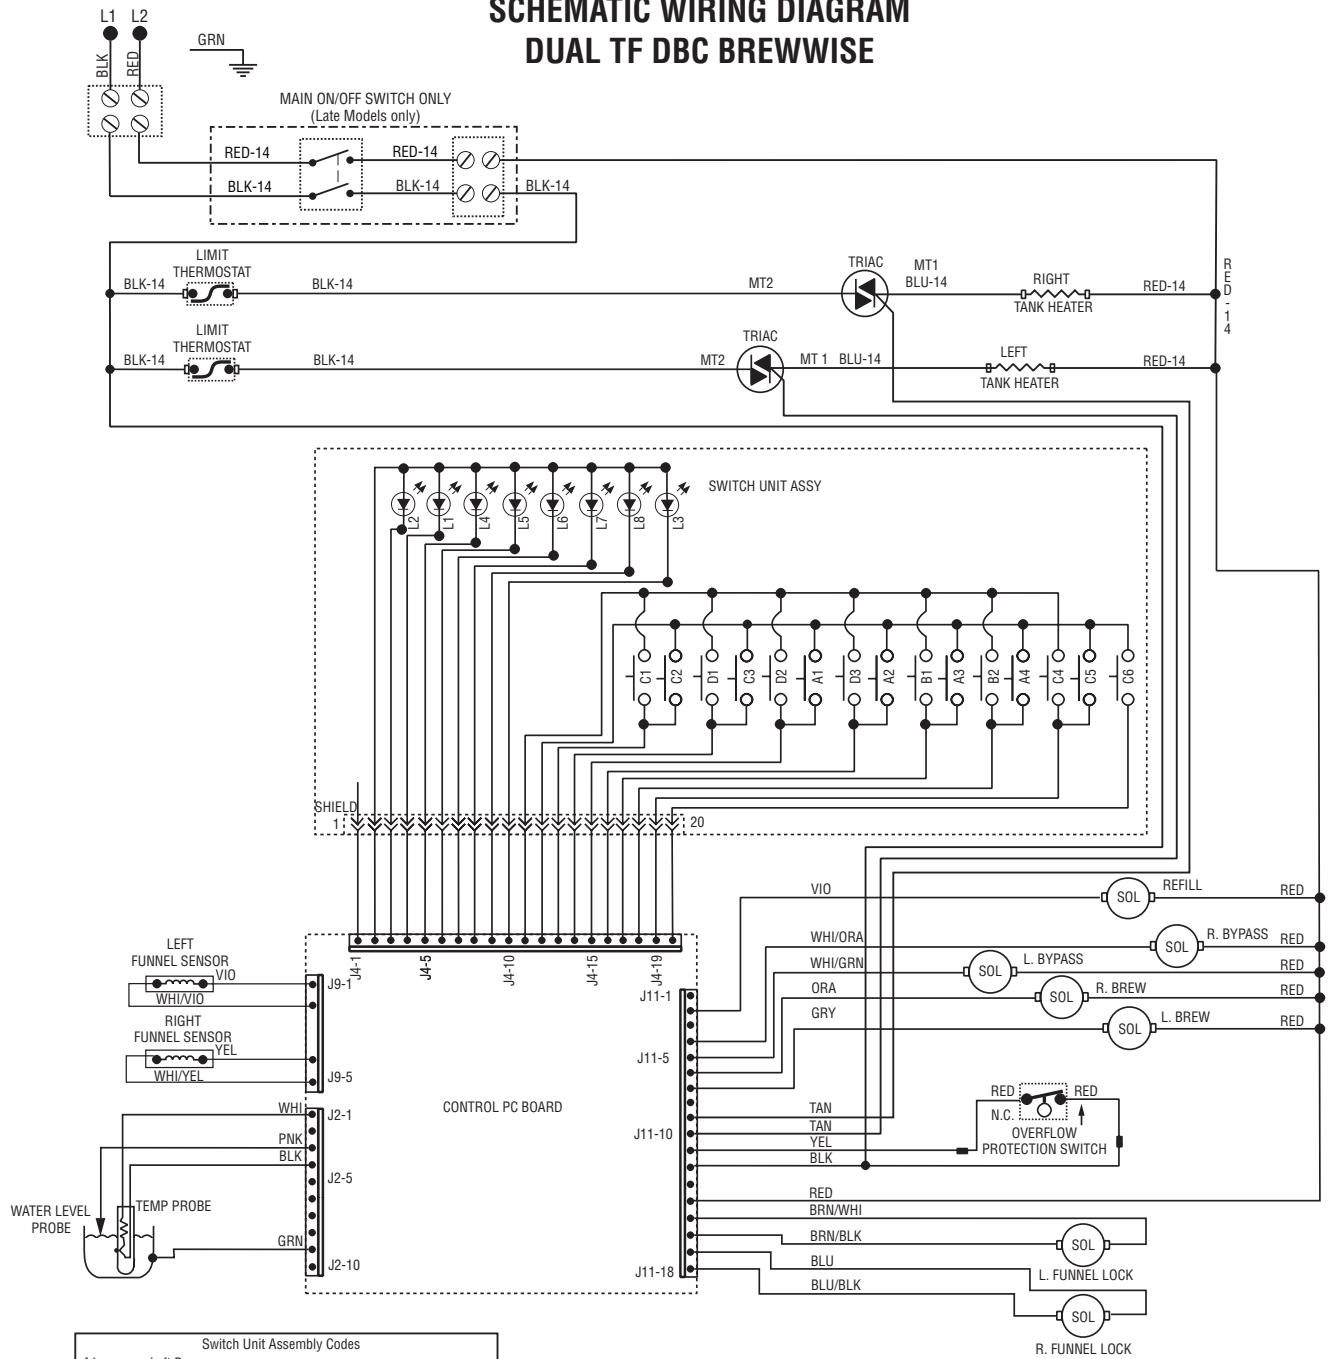 SCHEMATIC WIRING DIAGRAM
DUAL TF DBC BREWWISE
L1 L2
GRN
BLK
RED
MAIN ON/OFF SWITCH ONLY
(Late Models only)
RED-14 RED-14
BLK-14 BLK-14 BLK-14
LIMIT
THERMOSTAT
BLK-14 BLK-14 MT2
TRIAC
MT1
BLU-14
RIGHT
TANK HEATER
RED-14
RED-14
LIMIT
THERMOSTAT
BLK-14 BLK-14 MT2
TRIAC
MT 1 BLU-14
LEFT
TANK HEATER
RED-14
SWITCH UNIT ASSY
L2 L1 L4 L5 L6 L7 L8 L3
C1 C2 D1 C3 D2 A1 D3 A2 B1 A3 B2 A4 C4 C5 C6
SHIELD
1 20
J4-1 J4-5 J4-10 J4-15 J4-19
VIO SOL REFILL RED
WHI/ORA SOL R. BYPASS RED
WHI/GRN SOL L. BYPASS RED
ORA SOL R. BREW RED
GRY SOL L. BREW RED
LEFT
FUNNEL SENSOR
VIO
WHI/VIO
J9-1
RIGHT
FUNNEL SENSOR
YEL
WHI/YEL
J9-5
J11-1
J11-5
J11-10
J11-18
CONTROL PC BOARD
WHI J2-1
PNK
BLK
J2-5
GRN
J2-10
WATER LEVEL
PROBE
TEMP PROBE
TAN
TAN
YEL
BLK
RED RED
N.C.
OVERFLOW
PROTECTION SWITCH
RED
BRN/WHI
BRN/BLK SOL
L. FUNNEL LOCK
BLU
BLU/BLK SOL
R. FUNNEL LOCK
Switch Unit Assembly Codes